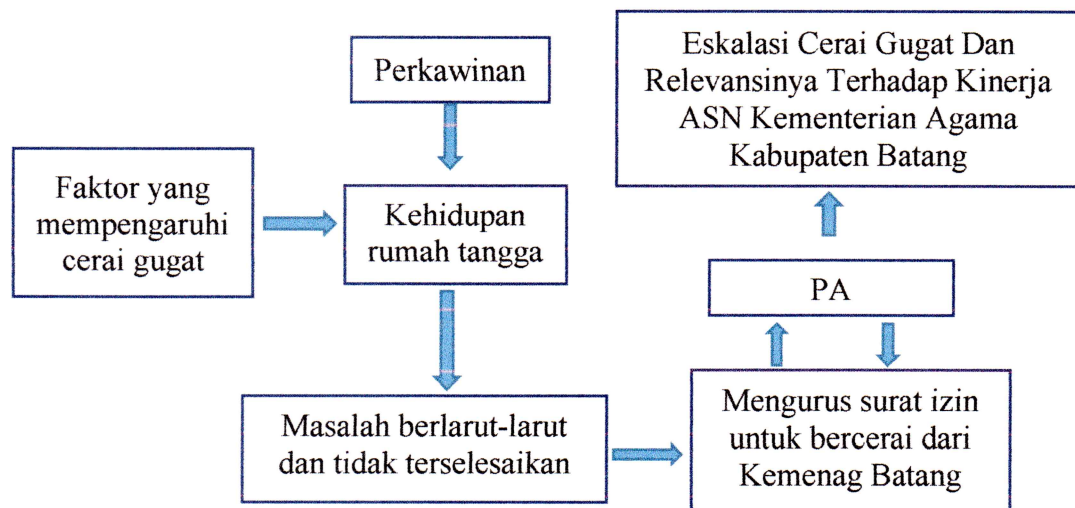 Perkawinan
Eskalasi Cerai Gugat Dan
Relevansinya Terhadap Kinerja
ASN Kementerian Agama
Kabupaten Batang
Faktor yang
mempengaruhi
cerai gugat
Kehidupan
rumah tangga
PA
Masalah berlarut-larut
dan tidak terselesaikan
Mengurus surat izin
untuk bercerai dari
Kemenag Batang